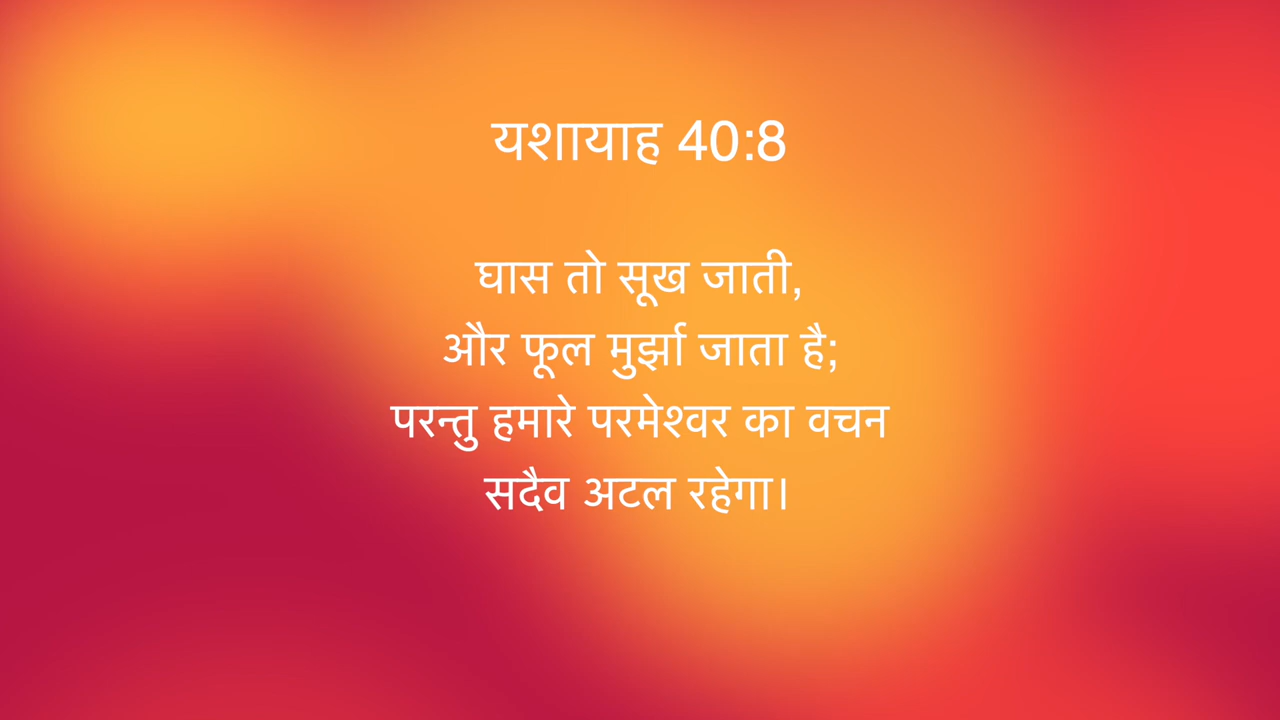 यशायाह 40:8
घास तो सूख जाती,
और फूल मुर्झा जाता है;
परन्तु हमारे परमेश्वर का वचन
सदैव अटल रहेगा।